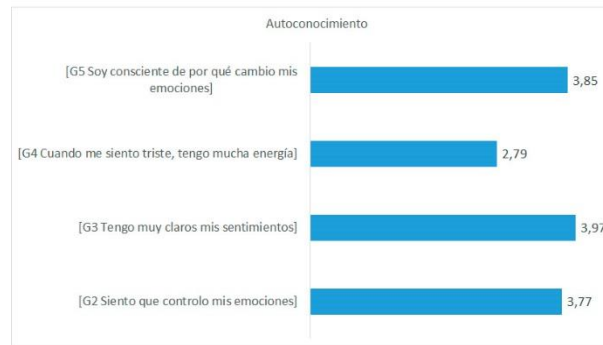 Autoconocimiento
[G5 Soy consciente de por qué cambio mis
emociones]
3,85
[G4 Cuando me siento triste, tengo mucha energía]
2,79
[G3 Tengo muy claros mis sentimientos]
3,97
[G2 Siento que controlo mis emociones]
3,77